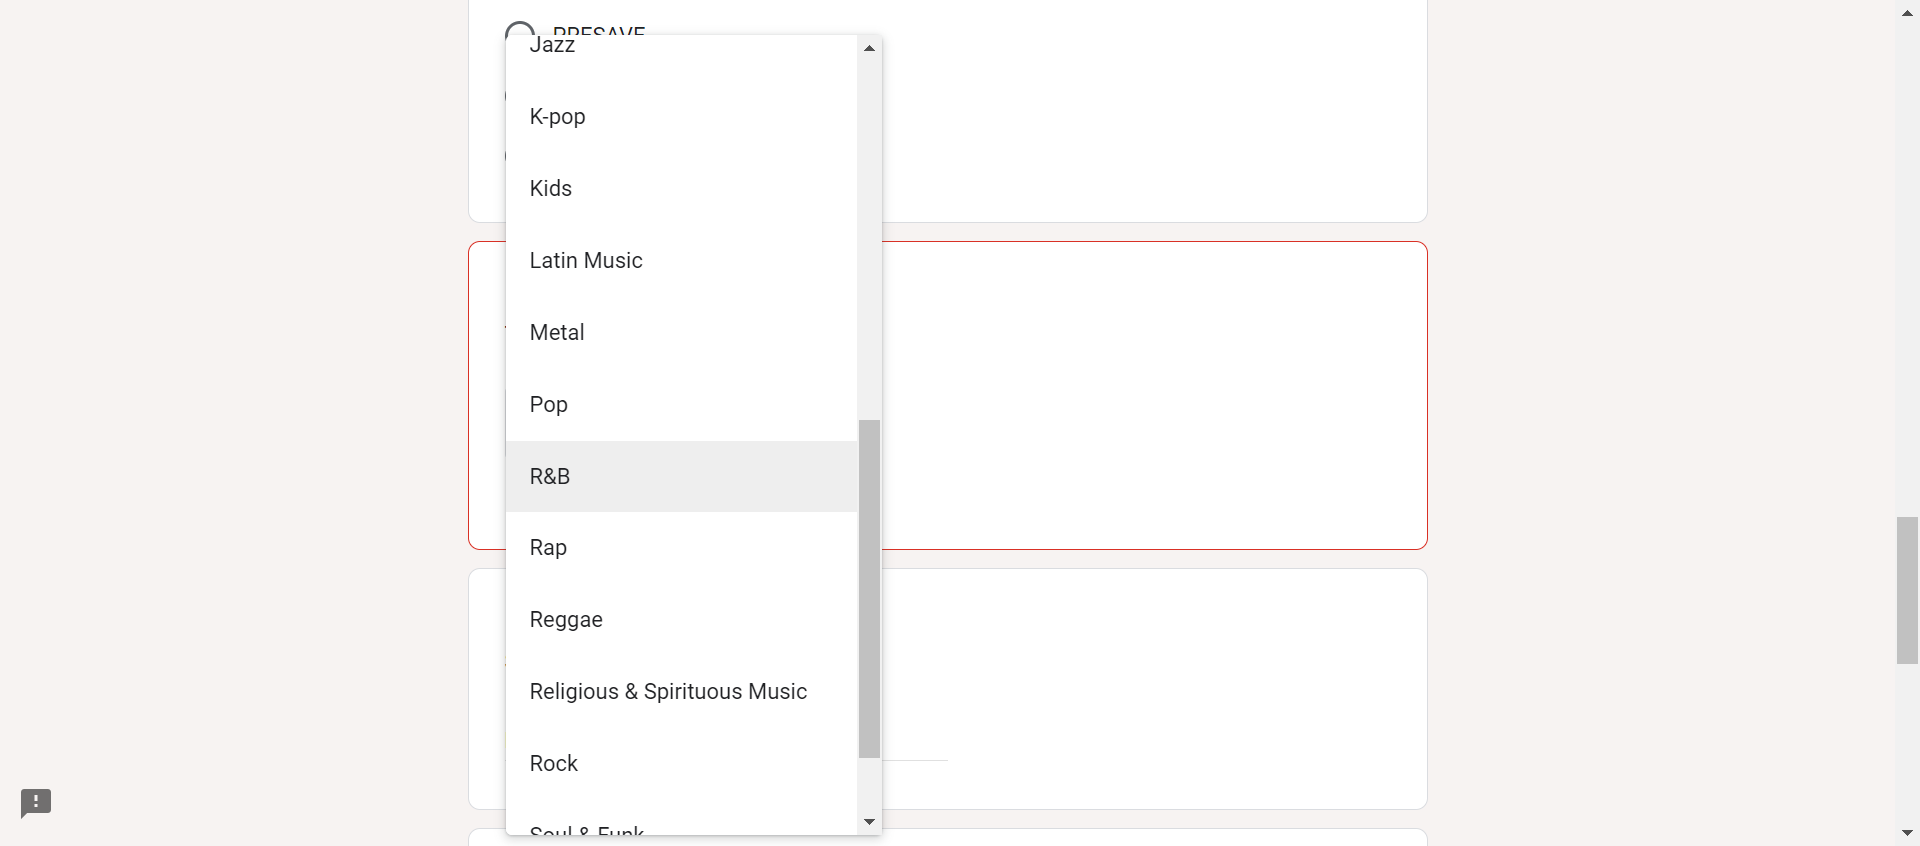 PRESAVE
Jazz
K-pop
Kids
Latin Music
Metal
Pop
R&B
Rap
Reggae
Religious & Spirituous Music
Rock
Soul & Funk